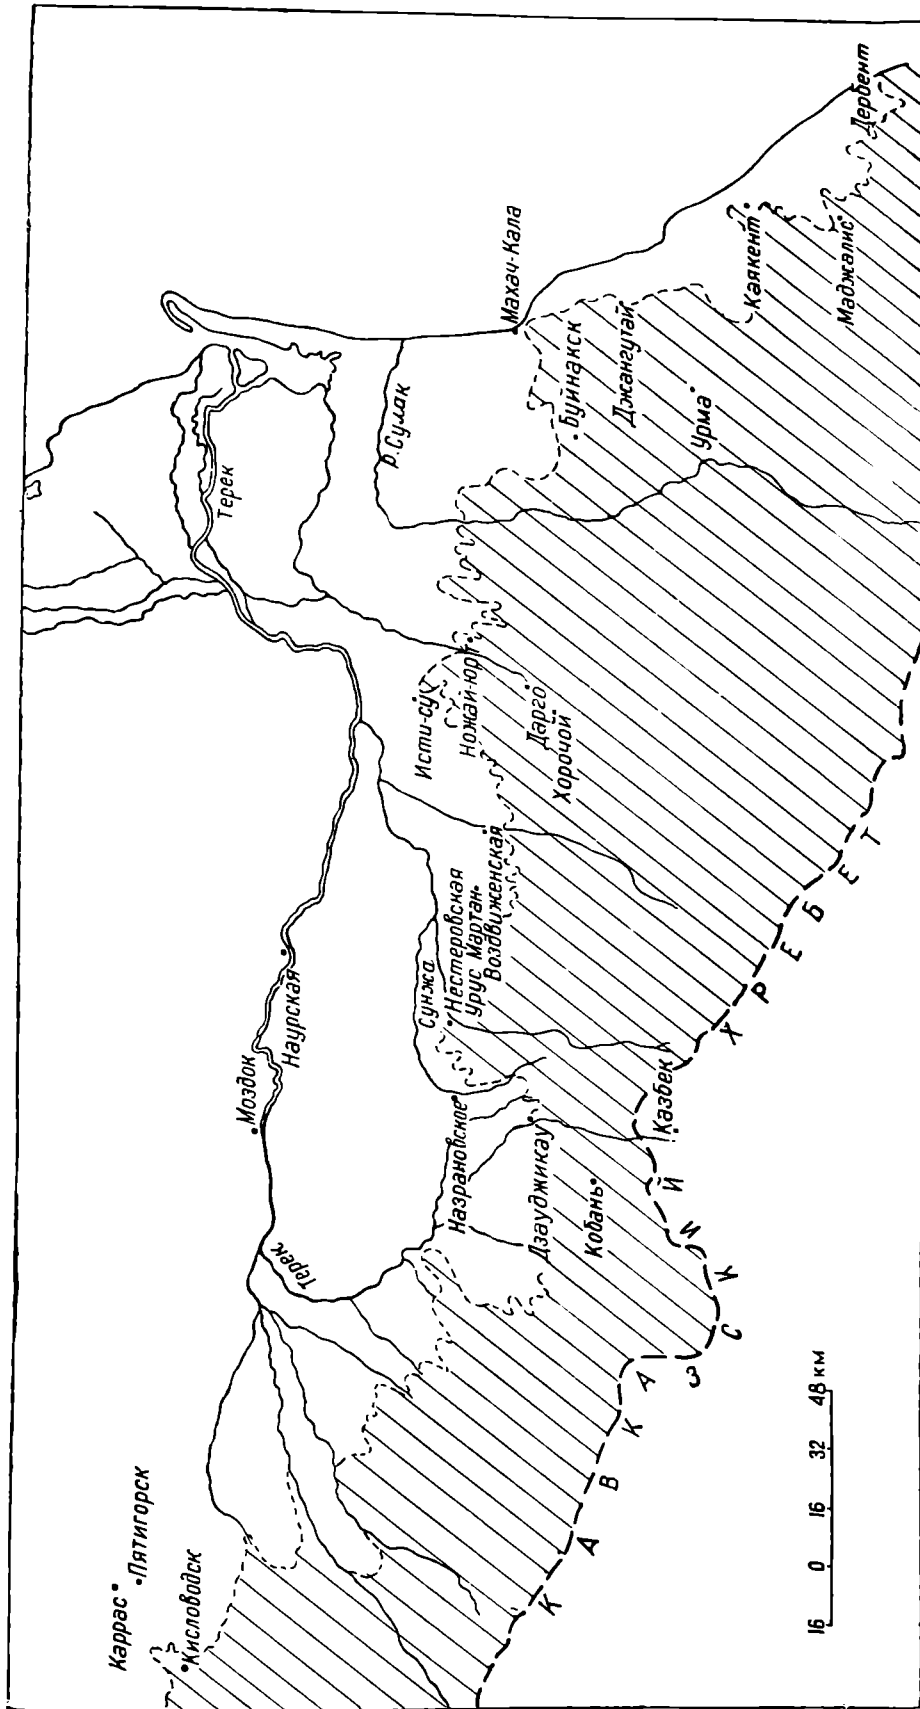 Каррас
Пятигорск
Кисловодск
Терек
Моздок
Наурская
Терек
р. Сулак
Махач-Кала
Буйнакск
Джангутай
Урма
Каякент
Маджалис
Дербент
Исти-су
Ножай-юрт
Дарго
Хорочой
Сунжа
Нестеровская
Урус Мартан
Воздвиженская
Назрановское
Дзауджикау
Кобань
Казбек
КАВКАЗСКИЙ ХРЕБЕТ
16 0 16 32 48 км